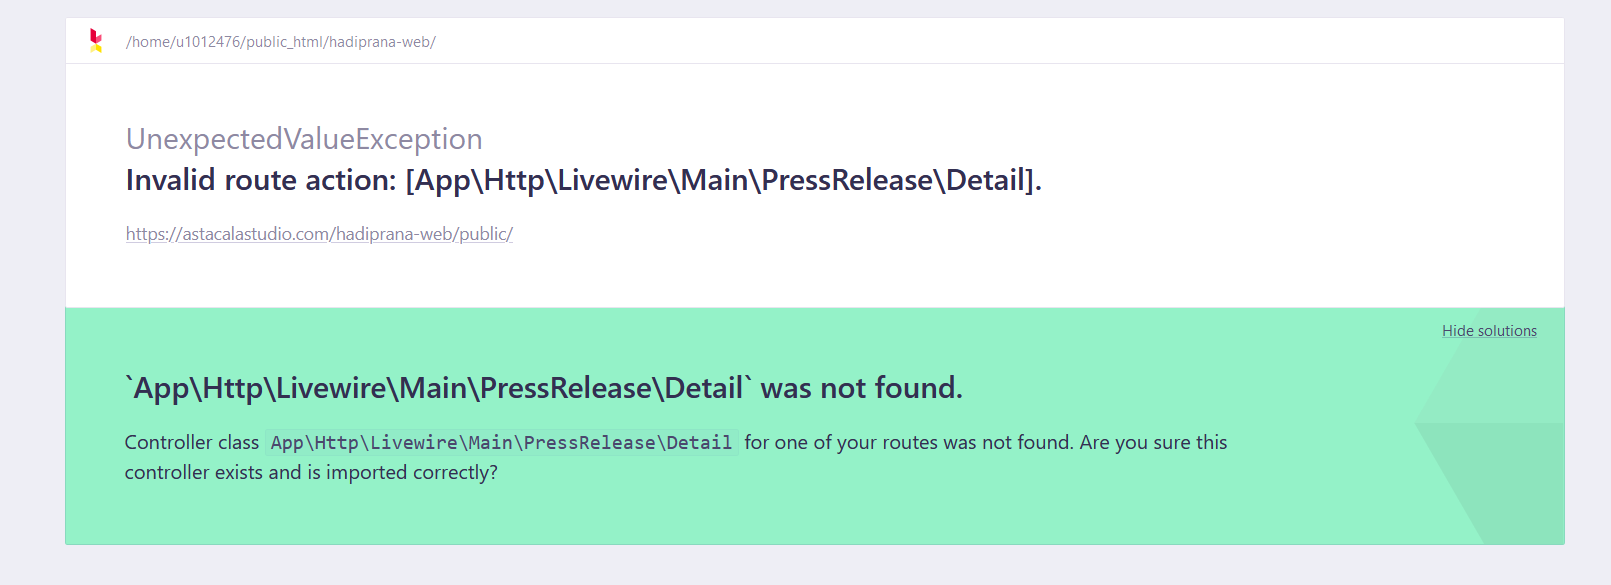 /home/u1012476/public_html/hadiprana-web/
UnexpectedValueException
Invalid route action: [App\Http\Livewire\Main\PressRelease\Detail].
https://astacalastudio.com/hadiprana-web/public/
Hide solutions
`App\Http\Livewire\Main\PressRelease\Detail` was not found.
Controller class App\Http\Livewire\Main\PressRelease\Detail for one of your routes was not found. Are you sure this
controller exists and is imported correctly?